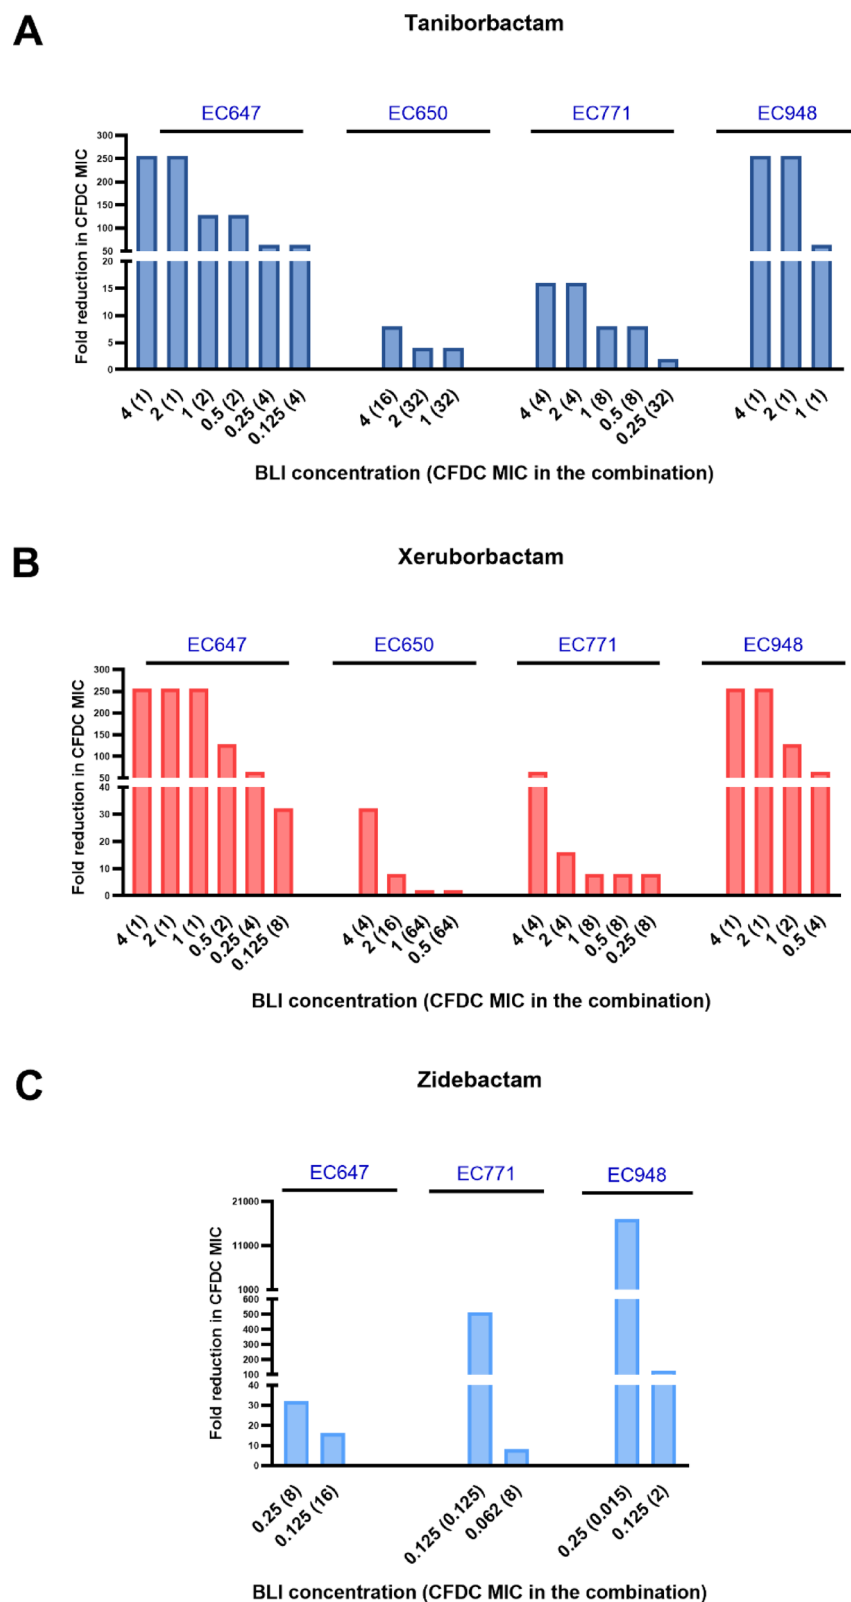 A
Taniborbactam
EC647 EC650 EC771 EC948
Fold reduction in CFDC MIC
300
250
200
150
100
50
20
15
10
5
0
4 (1) 2 (1) 1 (2) 0.5 (2) 0.25 (4) 0.125 (4) 4 (16) 2 (32) 1 (32) 4 (4) 2 (4) 1 (8) 0.5 (8) 0.25 (32) 4 (1) 2 (1) 1 (1)
BLI concentration (CFDC MIC in the combination)
B
Xeruborbactam
EC647 EC650 EC771 EC948
Fold reduction in CFDC MIC
300
250
200
150
100
50
40
30
20
10
0
4 (1) 2 (1) 1 (1) 0.5 (2) 0.25 (4) 0.125 (8) 4 (4) 2 (16) 1 (64) 0.5 (64) 4 (4) 2 (4) 1 (8) 0.5 (8) 0.25 (8) 4 (1) 2 (1) 1 (2) 0.5 (4)
BLI concentration (CFDC MIC in the combination)
C
Zidebactam
EC647 EC771 EC948
Fold reduction in CFDC MIC
21000
11000
1000
600
500
400
300
200
100
40
30
20
10
0
0.25 (8) 0.125 (16) 0.125 (0.125) 0.062 (8) 0.25 (0.015) 0.125 (2)
BLI concentration (CFDC MIC in the combination)